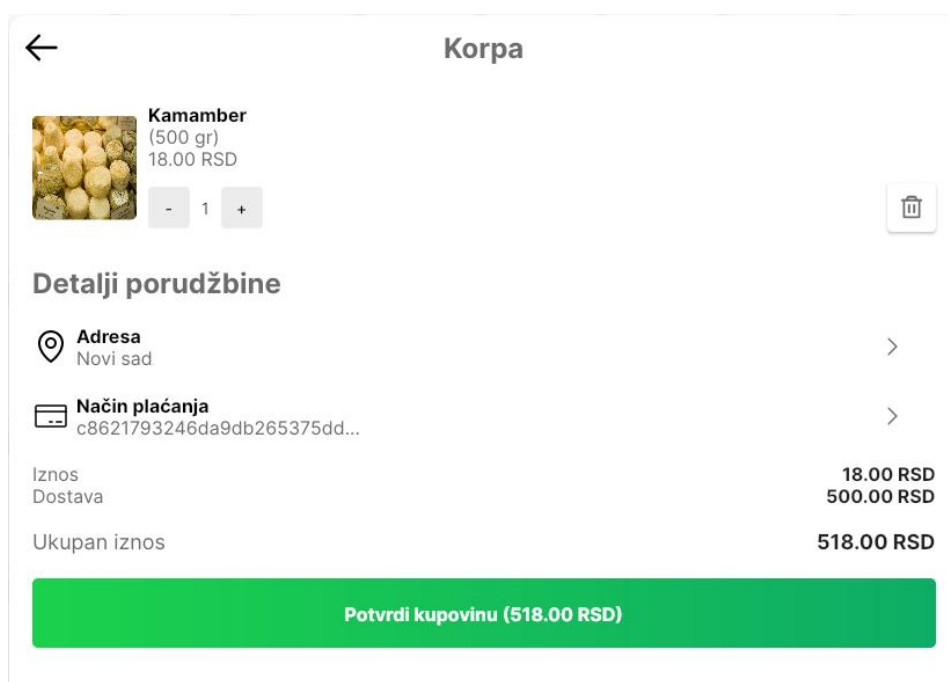 Korpa
Kamamber
(500 gr)
18.00 RSD
- 1 +
Detalji porudžbine
Adresa
Novi sad
Način plaćanja
c8621793246da9db265375dd...
Iznos 18.00 RSD
Dostava 500.00 RSD
Ukupan iznos 518.00 RSD
Potvrdi kupovinu (518.00 RSD)